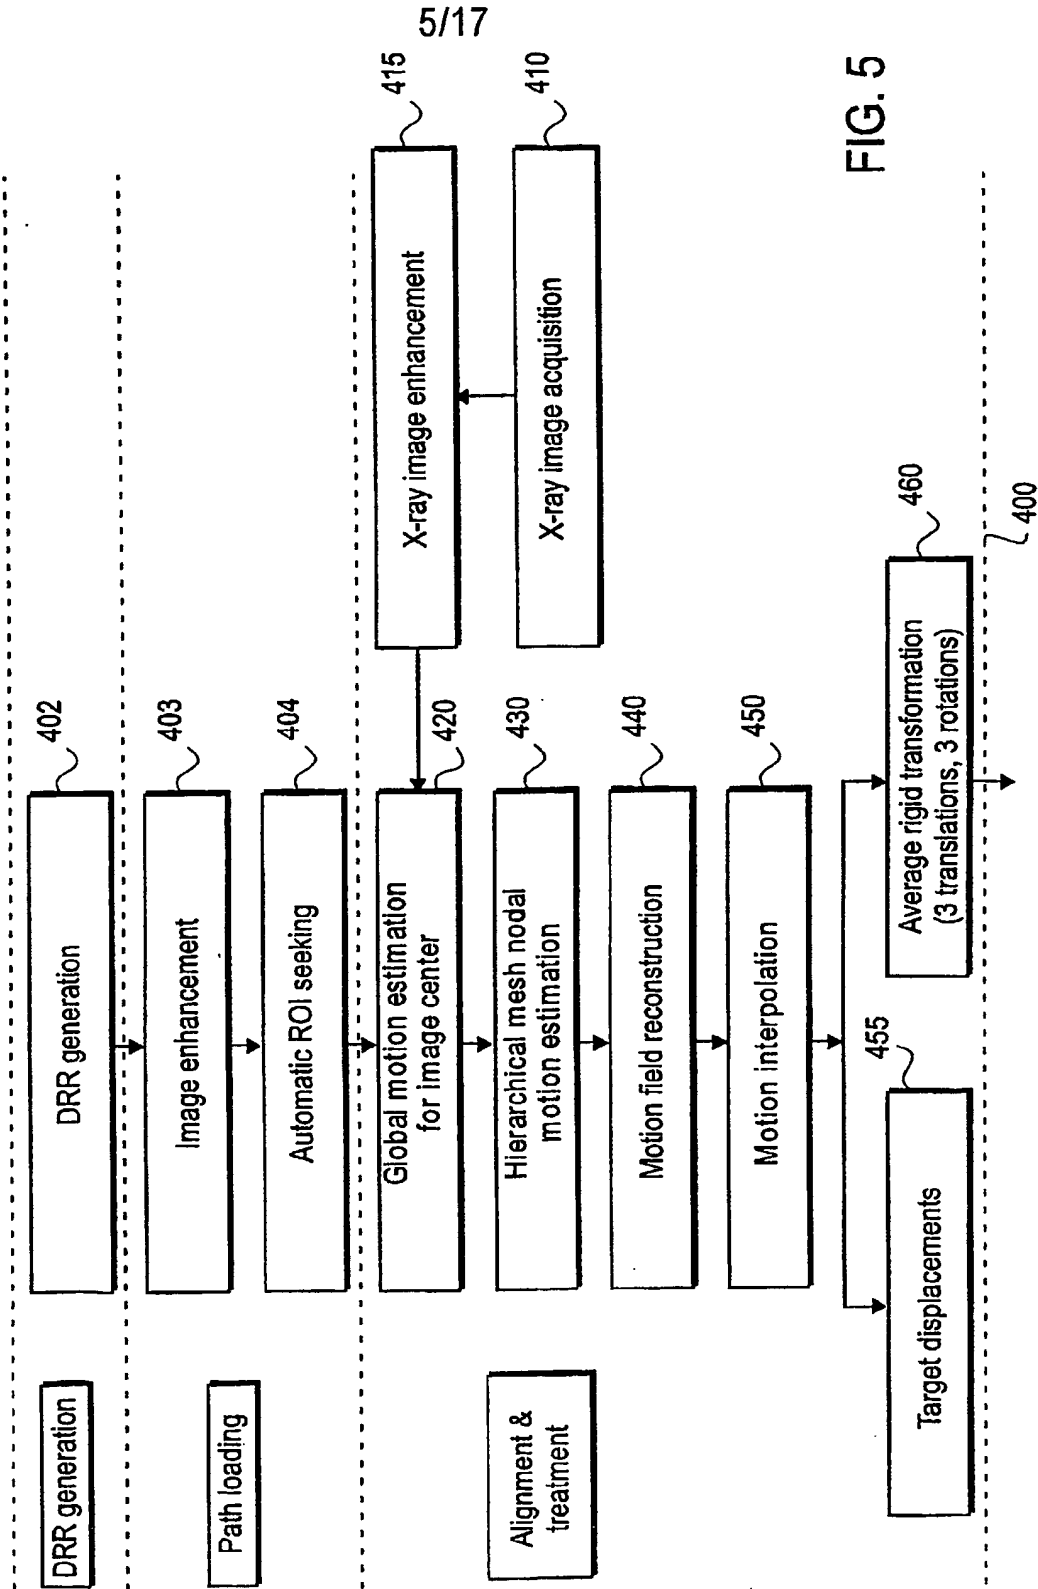 5/17
DRR generation
DRR generation
402
Path loading
Image enhancement
403
Automatic ROI seeking
404
Alignment &
treatment
Global motion estimation
for image center
420
X-ray image enhancement
415
X-ray image acquisition
410
Hierarchical mesh nodal
motion estimation
430
Motion field reconstruction
440
Motion interpolation
450
Target displacements
455
Average rigid transformation
(3 translations, 3 rotations)
460
400
FIG. 5